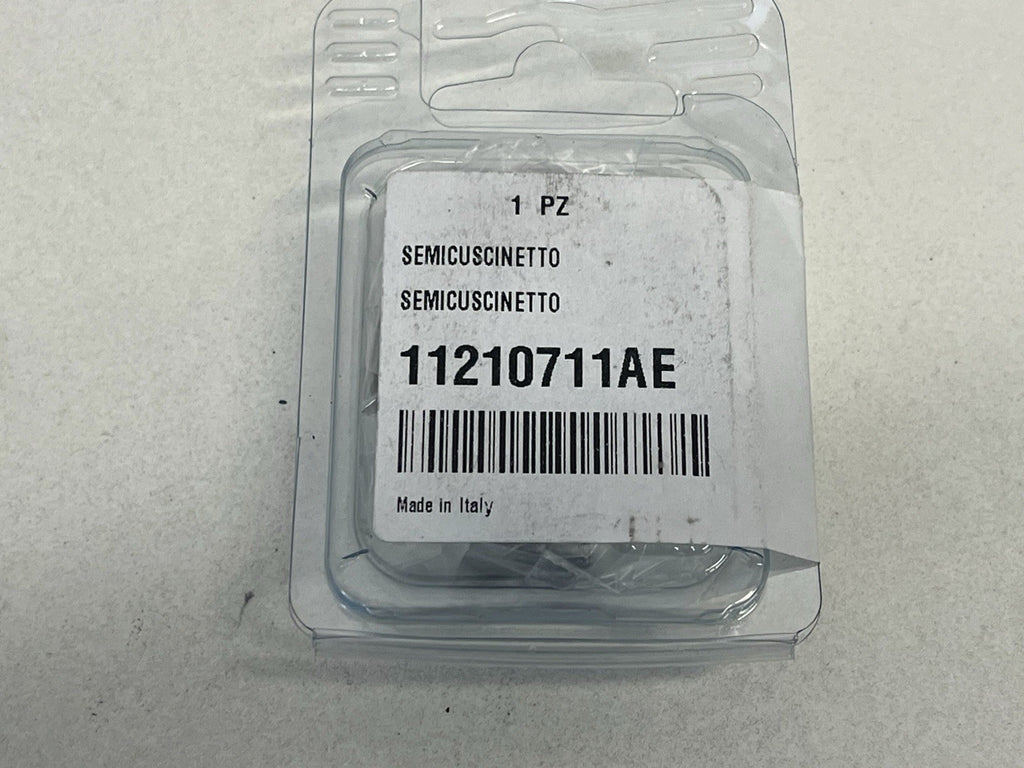 1 PZ
SEMICUSCINETTO
SEMICUSCINETTO
11210711AE
Made in Italy